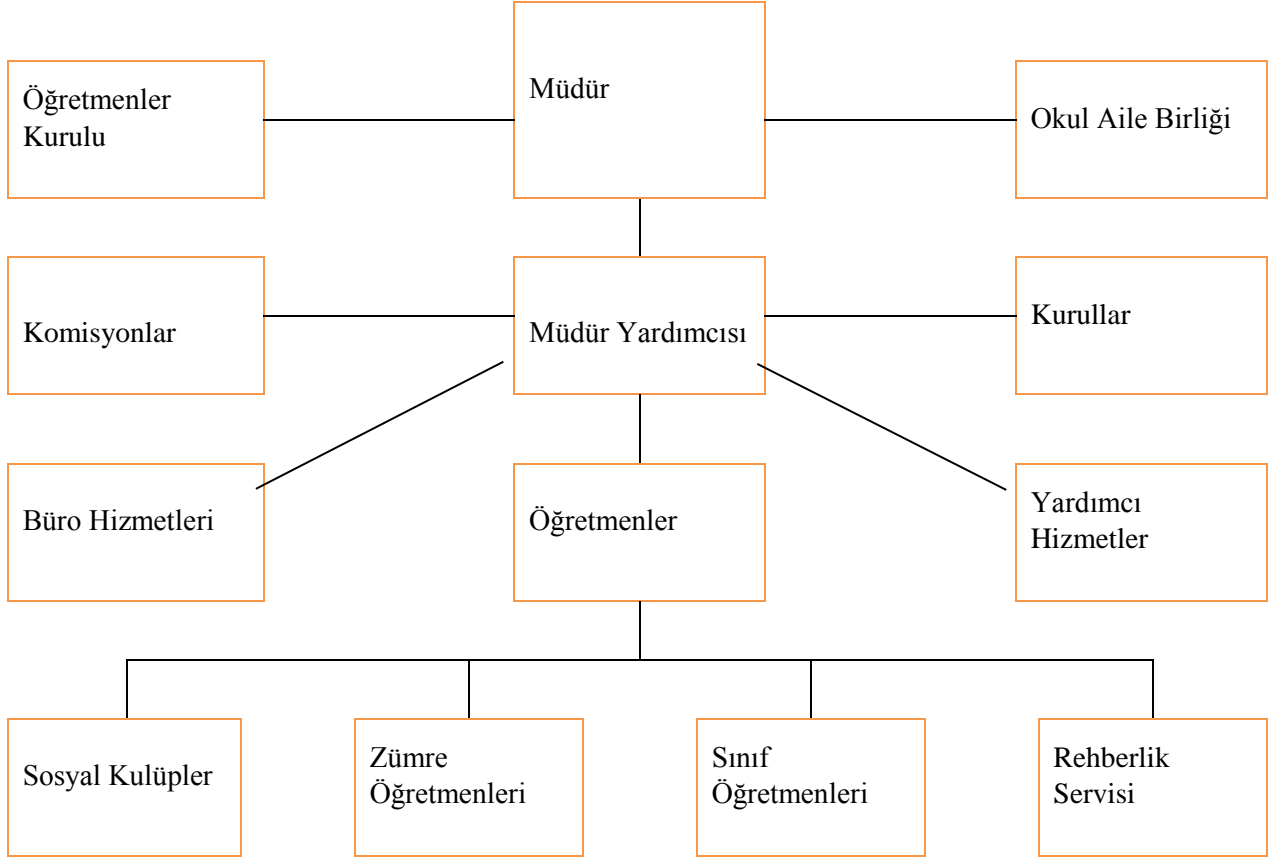 Müdür
Öğretmenler
Kurulu
Okul Aile Birliği
Komisyonlar
Müdür Yardımcısı
Kurullar
Büro Hizmetleri
Öğretmenler
Yardımcı
Hizmetler
Sosyal Kulüpler
Zümre
Öğretmenleri
Sınıf
Öğretmenleri
Rehberlik
Servisi